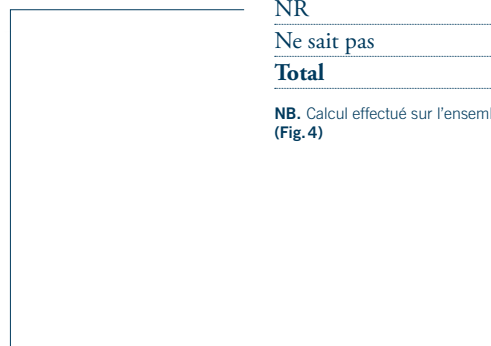 NR
Ne sait pas
Total
NB. Calcul effectué sur l'ensem
(Fig. 4)